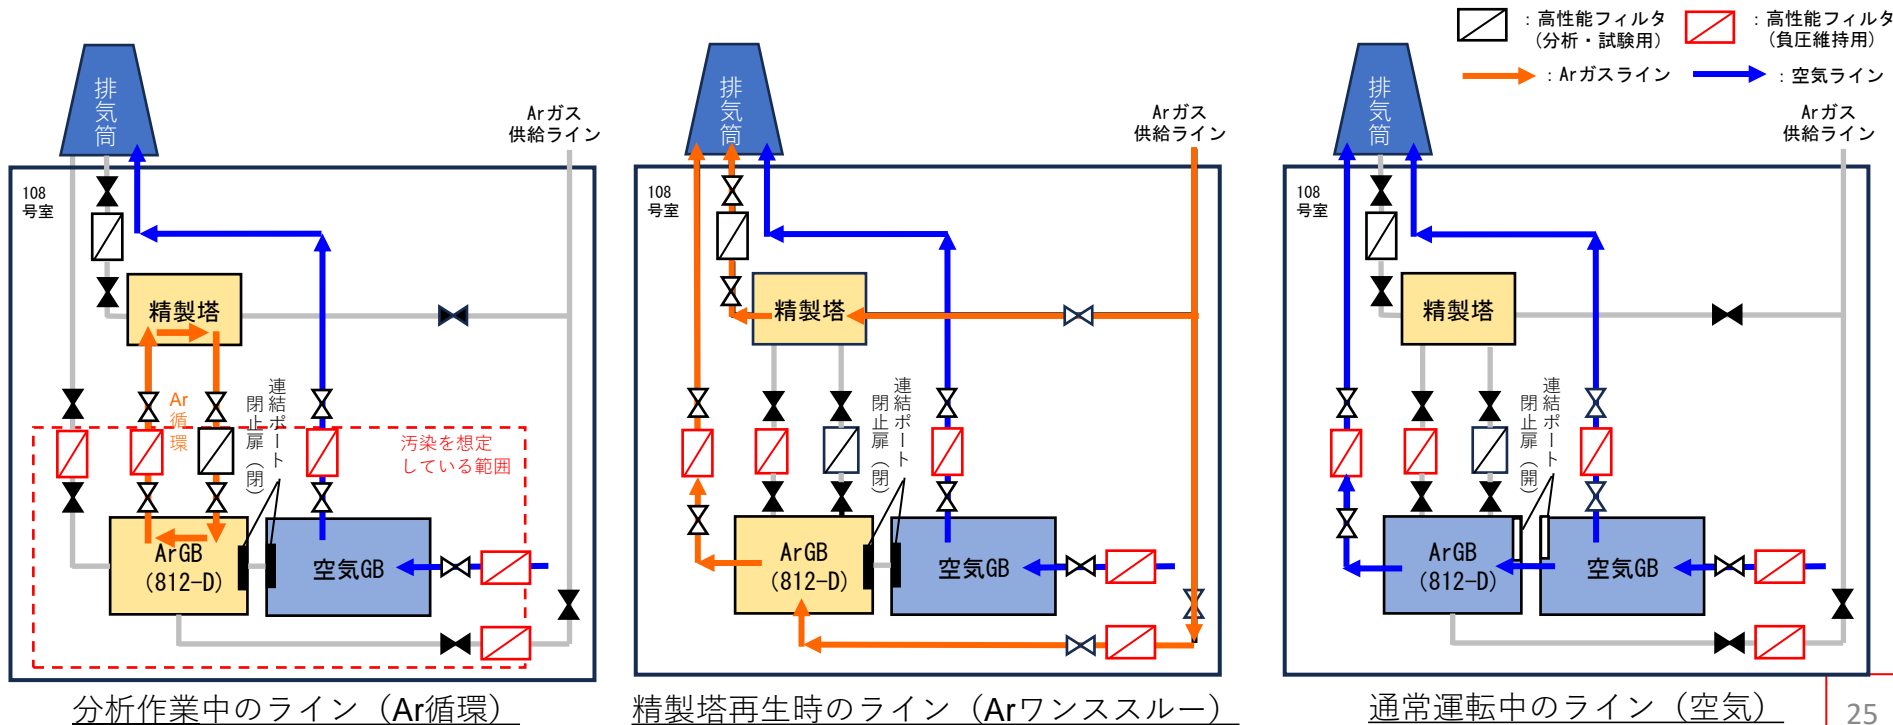 ：高性能フィルタ
（分析・試験用）
：高性能フィルタ
（負圧維持用）
：Arガスライン
：空気ライン
排気筒
Arガス
供給ライン
108
号室
精製塔
Ar
循
環
連結ポート
閉止扉（閉）
汚染を想定
している範囲
ArGB
(812-D)
空気GB
分析作業中のライン（Ar循環）
排気筒
Arガス
供給ライン
108
号室
精製塔
連結ポート
閉止扉（閉）
ArGB
(812-D)
空気GB
精製塔再生時のライン（Arワンススルー）
排気筒
Arガス
供給ライン
108
号室
精製塔
連結ポート
閉止扉（開）
ArGB
(812-D)
空気GB
通常運転中のライン（空気）
25